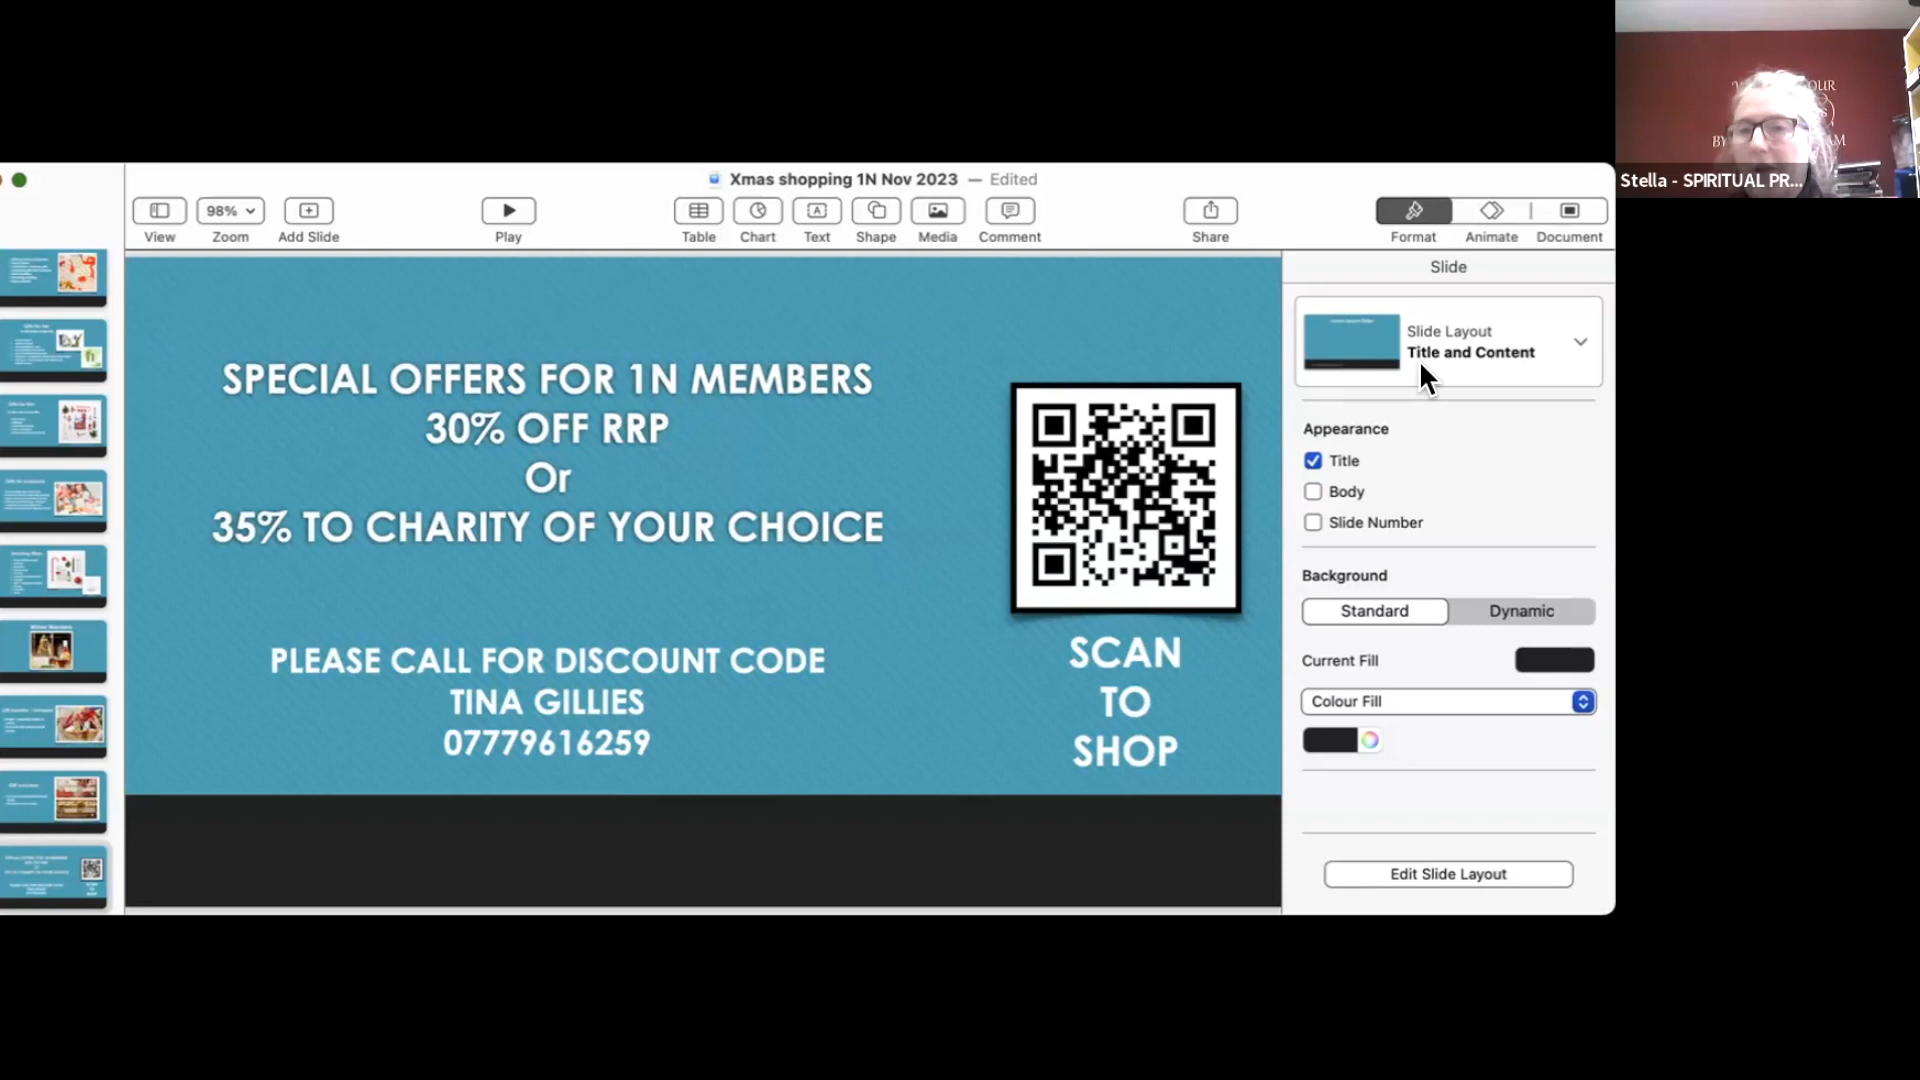 Xmas shopping 1N Nov 2023 — Edited
98%
View
Zoom
Add Slide
Play
Table
Chart
Text
Shape
Media
Comment
Share
Format
Animate
Document
SPECIAL OFFERS FOR 1N MEMBERS
30% OFF RRP
Or
35% TO CHARITY OF YOUR CHOICE
PLEASE CALL FOR DISCOUNT CODE
TINA GILLIES
07779616259
SCAN
TO
SHOP
Slide
Slide Layout
Title and Content
Appearance
Title
Body
Slide Number
Background
Standard
Dynamic
Current Fill
Colour Fill
Edit Slide Layout
Stella - SPIRITUAL PR...